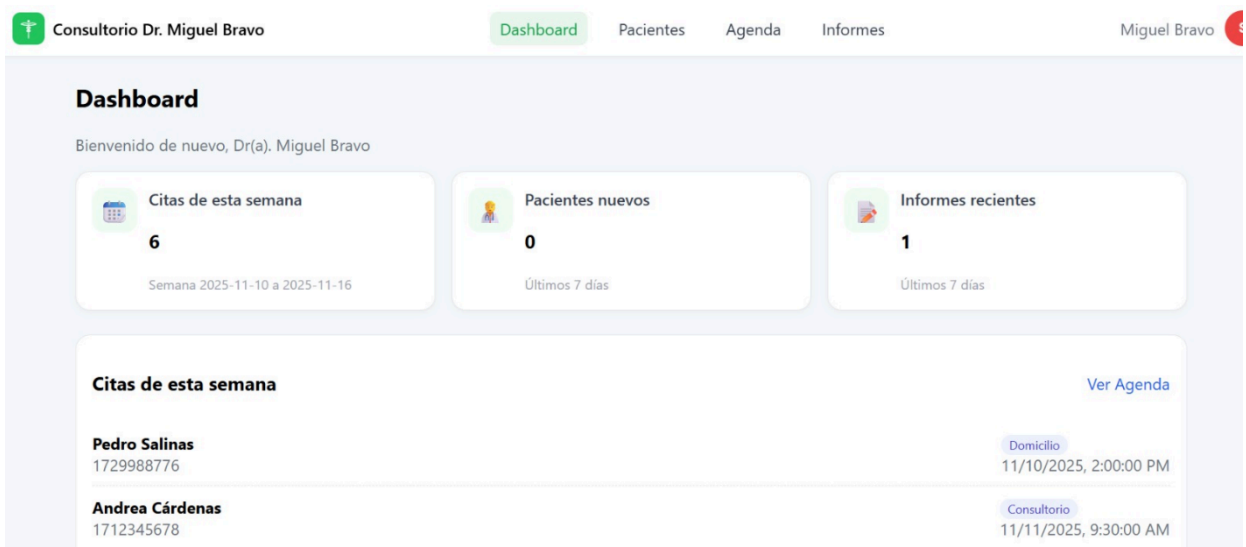 Consultorio Dr. Miguel Bravo
Dashboard Pacientes Agenda Informes
Miguel Bravo
Dashboard
Bienvenido de nuevo, Dr(a). Miguel Bravo
Citas de esta semana
6
Semana 2025-11-10 a 2025-11-16
Pacientes nuevos
0
Últimos 7 días
Informes recientes
1
Últimos 7 días
Citas de esta semana
Ver Agenda
Pedro Salinas
1729988776
Domicilio
11/10/2025, 2:00:00 PM
Andrea Cárdenas
1712345678
Consultorio
11/11/2025, 9:30:00 AM